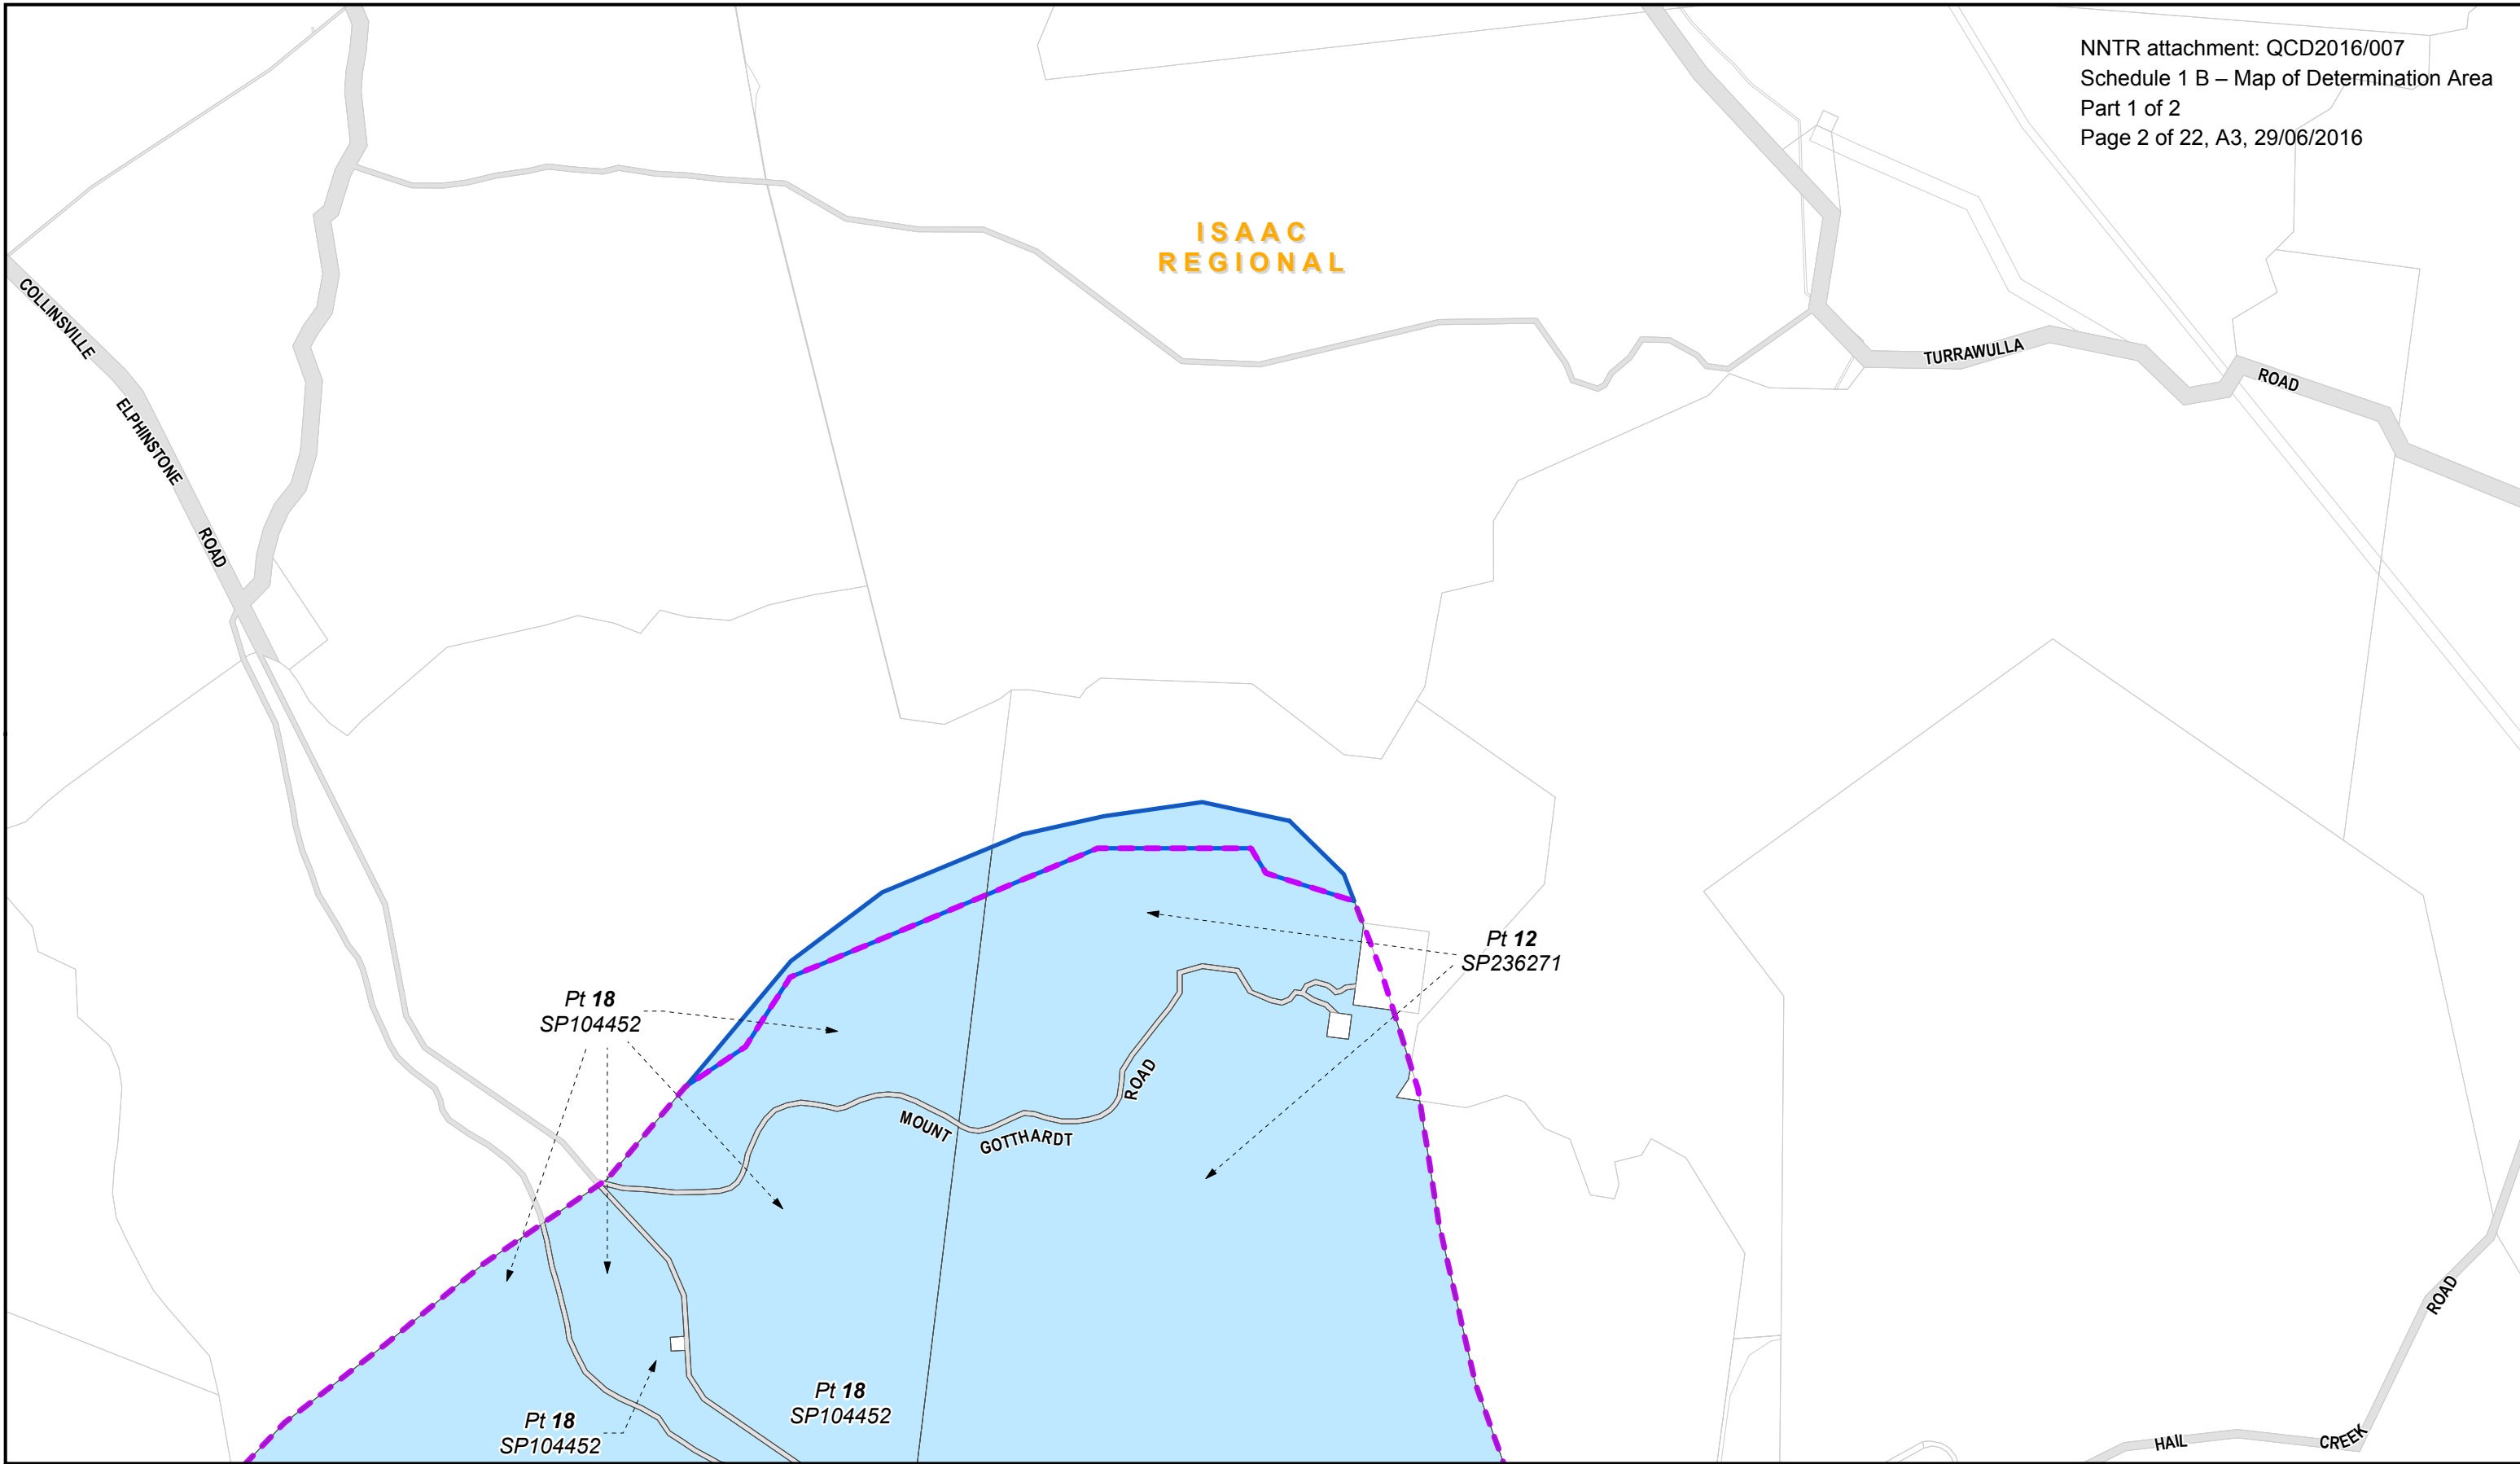 NNTR attachment: QCD2016/007
Schedule 1 B – Map of Determination Area
Part 1 of 2
Page 2 of 22, A3, 29/06/2016
ISAAC
REGIONAL
COLLINSVILLE
ELPHINSTONE
ROAD
TURRAWULLA
ROAD
Pt 12
SP236271
Pt 18
SP104452
MOUNT
GOTTHARDT
ROAD
Pt 18
SP104452
Pt 18
SP104452
HAIL
CREEK
ROAD